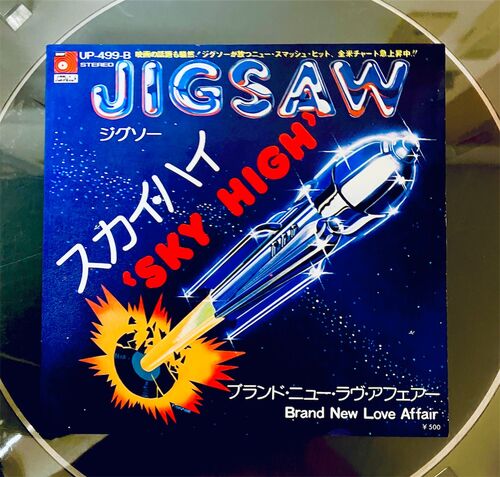 UP-499-B
STEREO
映画の話題も騒然！ジグソーが放つニュー・スマッシュ・ヒット、全米チャート急上昇中！！
JIGSAW
ジグソー
スカイ・ハイ
'SKY HIGH'
ブランド・ニュー・ラヴ・アフェアー
Brand New Love Affair
￥500